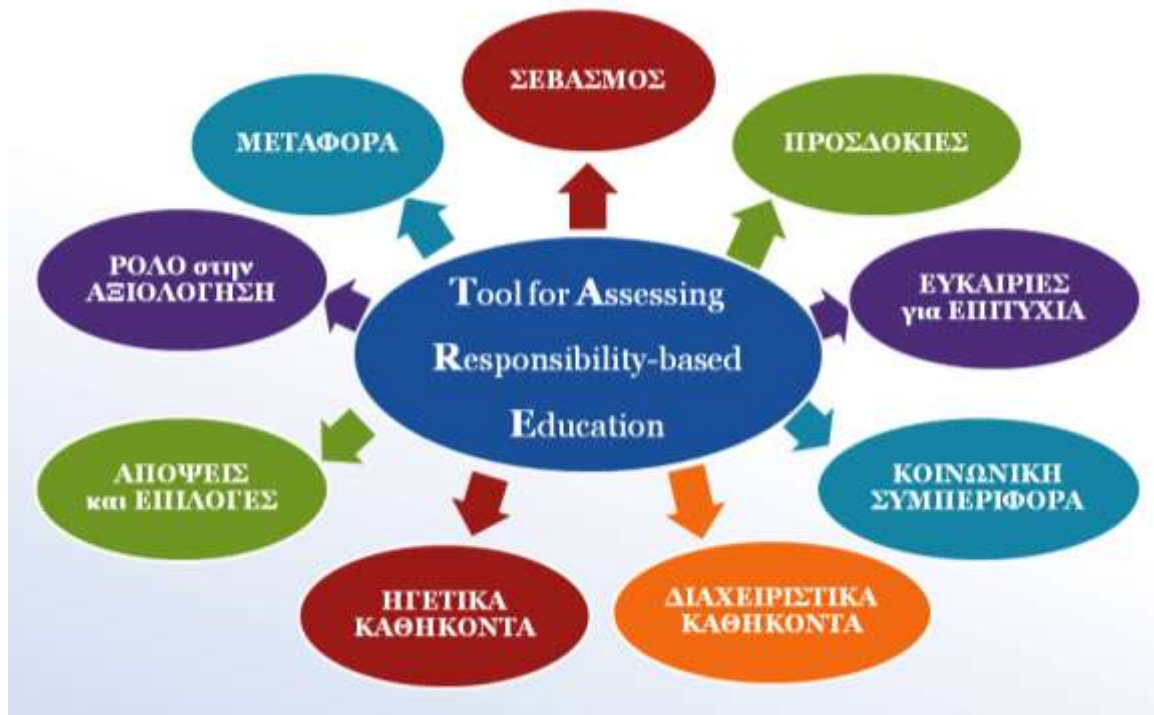 ΣΕΒΑΣΜΟΣ
ΠΡΟΣΔΟΚΙΕΣ
ΕΥΚΑΙΡΙΕΣ
για ΕΠΙΤΥΧΙΑ
ΚΟΙΝΩΝΙΚΗ
ΣΥΜΠΕΡΙΦΟΡΑ
ΔΙΑΧΕΙΡΙΣΤΙΚΑ
ΚΑΘΗΚΟΝΤΑ
ΗΓΕΤΙΚΑ
ΚΑΘΗΚΟΝΤΑ
ΑΠΟΨΕΙΣ
και ΕΠΙΛΟΓΕΣ
ΡΟΛΟ στην
ΑΞΙΟΛΟΓΗΣΗ
ΜΕΤΑΦΟΡΑ
Tool for Assessing
Responsibility-based
Education